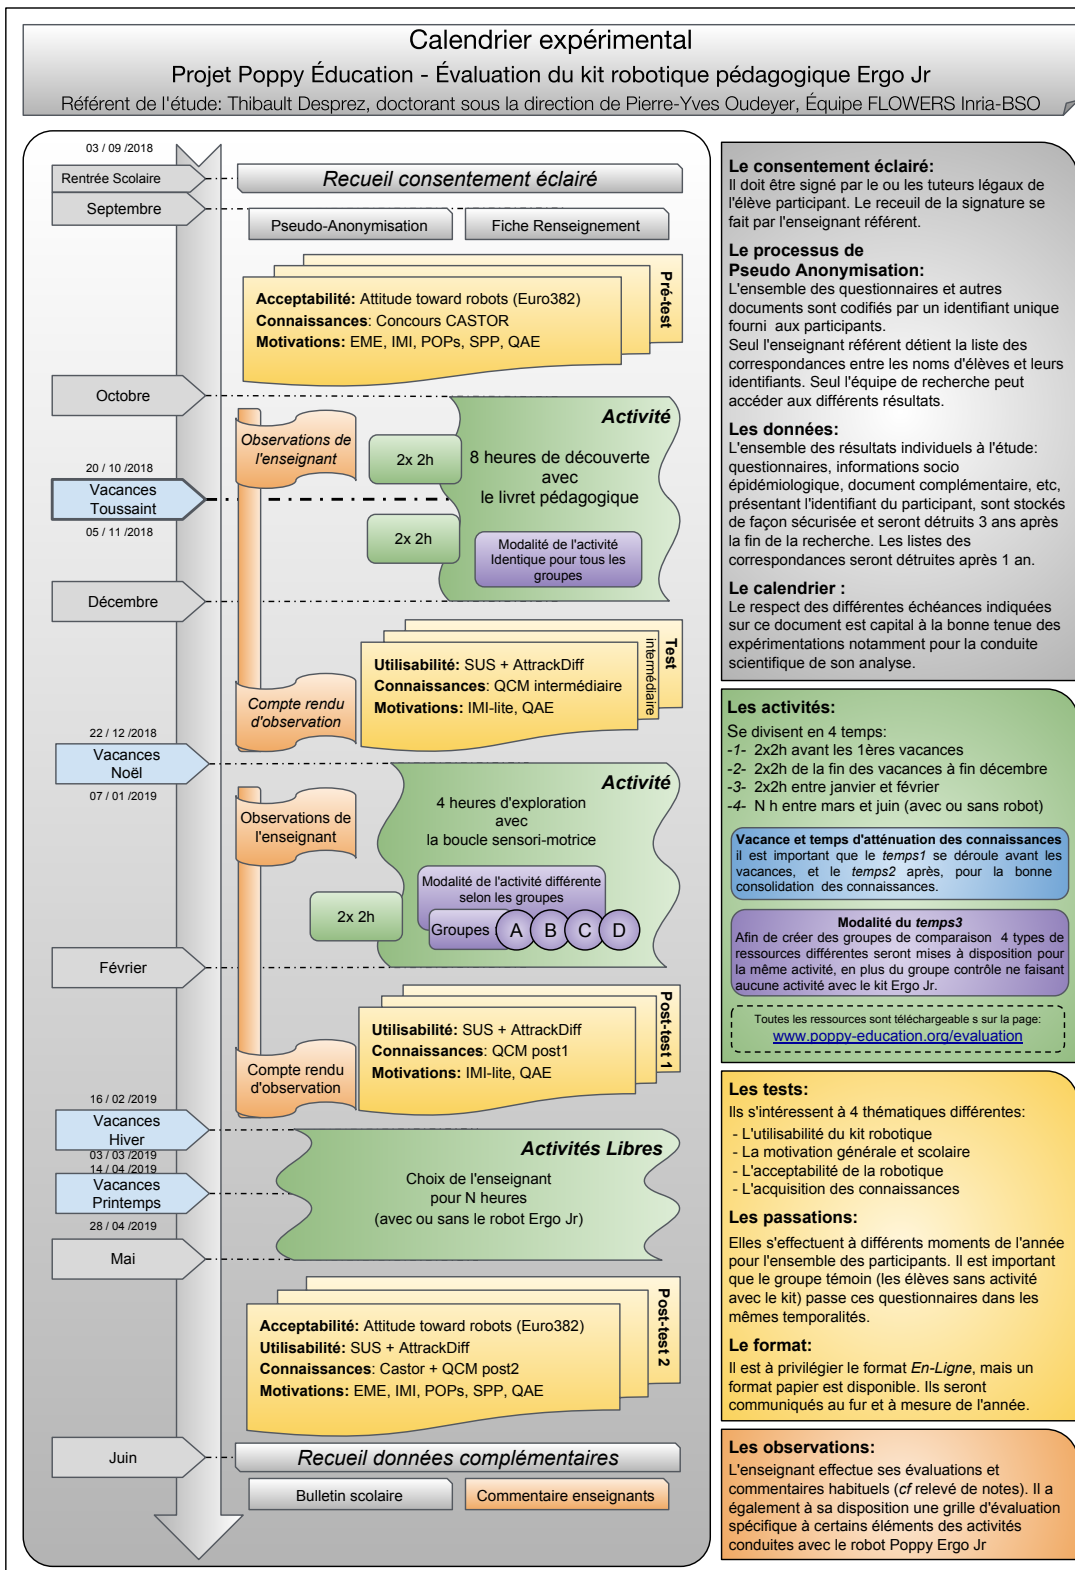 Calendrier expérimental
Projet Poppy Éducation - Évaluation du kit robotique pédagogique Ergo Jr
Référent de l'étude: Thibault Desprez, doctorant sous la direction de Pierre-Yves Oudeyer, Équipe FLOWERS Inria-BSO
03 / 09 /2018
Rentrée Scolaire
Recueil consentement éclairé
Septembre
Pseudo-Anonymisation
Fiche Renseignement
Pré-test
Acceptabilité: Attitude toward robots (Euro382)
Connaissances: Concours CASTOR
Motivations: EME, IMI, POPs, SPP, QAE
Octobre
Activité
Observations de
l'enseignant
2x 2h
8 heures de découverte
avec
le livret pédagogique
20 / 10 /2018
Vacances
Toussaint
05 / 11 /2018
2x 2h
Modalité de l'activité
Identique pour tous les
groupes
Décembre
Test
intermédiaire
Utilisabilité: SUS + AttrackDiff
Connaissances: QCM intermédiaire
Motivations: IMI-lite, QAE
Compte rendu
d'observation
22 / 12 /2018
Vacances
Noël
07 / 01 /2019
Activité
Observations de
l'enseignant
4 heures d'exploration
avec
la boucle sensori-motrice
Modalité de l'activité différente
selon les groupes
2x 2h
Groupes :
A B C D
Février
Post-test 1
Utilisabilité: SUS + AttrackDiff
Connaissances: QCM post1
Motivations: IMI-lite, QAE
Compte rendu
d'observation
16 / 02 /2019
Vacances
Hiver
03 / 03 /2019
14 / 04 /2019
Vacances
Printemps
28 / 04 /2019
Activités Libres
Choix de l'enseignant
pour N heures
(avec ou sans le robot Ergo Jr)
Mai
Post-test 2
Acceptabilité: Attitude toward robots (Euro382)
Utilisabilité: SUS + AttrackDiff
Connaissances: Castor + QCM post2
Motivations: EME, IMI, POPs, SPP, QAE
Juin
Recueil données complémentaires
Bulletin scolaire
Commentaire enseignants
Le consentement éclairé:
Il doit être signé par le ou les tuteurs légaux de
l'élève participant. Le receuil de la signature se
fait par l'enseignant référent.
Le processus de
Pseudo Anonymisation:
L'ensemble des questionnaires et autres
documents sont codifiés par un identifiant unique
fourni aux participants.
Seul l'enseignant référent détient la liste des
correspondances entre les noms d'élèves et leurs
identifiants. Seul l'équipe de recherche peut
accéder aux différents résultats.
Les données:
L'ensemble des résultats individuels à l'étude:
questionnaires, informations socio
épidémiologique, document complémentaire, etc,
présentant l'identifiant du participant, sont stockés
de façon sécurisée et seront détruits 3 ans après
la fin de la recherche. Les listes des
correspondances seront détruites après 1 an.
Le calendrier :
Le respect des différentes échéances indiquées
sur ce document est capital à la bonne tenue des
expérimentations notamment pour la conduite
scientifique de son analyse.
Les activités:
Se divisent en 4 temps:
-1- 2x2h avant les 1ères vacances
-2- 2x2h de la fin des vacances à fin décembre
-3- 2x2h entre janvier et février
-4- N h entre mars et juin (avec ou sans robot)
Vacance et temps d'atténuation des connaissances
il est important que le temps1 se déroule avant les
vacances, et le temps2 après, pour la bonne
consolidation des connaissances.
Modalité du temps3
Afin de créer des groupes de comparaison 4 types de
ressources différentes seront mises à disposition pour
la même activité, en plus du groupe contrôle ne faisant
aucune activité avec le kit Ergo Jr.
Toutes les ressources sont téléchargeable s sur la page:
www.poppy-education.org/evaluation
Les tests:
Ils s'intéressent à 4 thématiques différentes:
- L'utilisabilité du kit robotique
- La motivation générale et scolaire
- L'acceptabilité de la robotique
- L'acquisition des connaissances
Les passations:
Elles s'effectuent à différents moments de l'année
pour l'ensemble des participants. Il est important
que le groupe témoin (les élèves sans activité
avec le kit) passe ces questionnaires dans les
mêmes temporalités.
Le format:
Il est à privilégier le format En-Ligne, mais un
format papier est disponible. Ils seront
communiqués au fur et à mesure de l'année.
Les observations:
L'enseignant effectue ses évaluations et
commentaires habituels (cf relevé de notes). Il a
également à sa disposition une grille d'évaluation
spécifique à certains éléments des activités
conduites avec le robot Poppy Ergo Jr